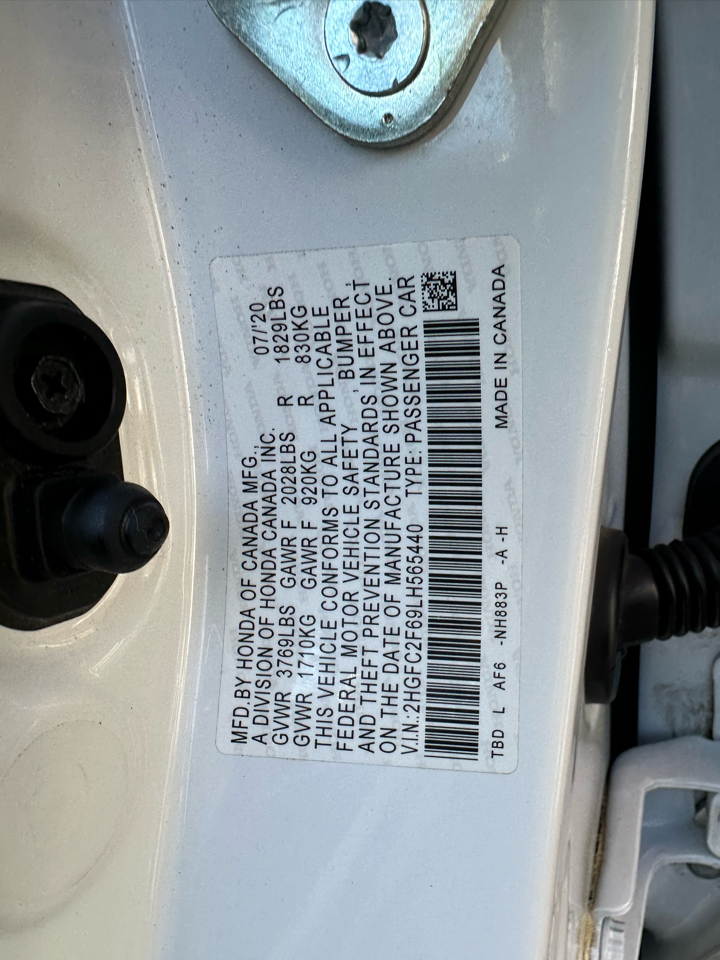 MFD.BY HONDA OF CANADA MFG., 07/'20
A DIVISION OF HONDA CANADA INC.
GVWR 3769LBS GAWR F 2028LBS R 1829LBS
GVWR 1710KG GAWR F 920KG R 830KG
THIS VEHICLE CONFORMS TO ALL APPLICABLE
FEDERAL MOTOR VEHICLE SAFETY , BUMPER ,
AND THEFT PREVENTION STANDARDS IN EFFECT
ON THE DATE OF MANUFACTURE SHOWN ABOVE.
V.I.N:2HGFC2F69LH565440 TYPE: PASSENGER CAR
TBD L AF6 -NH883P -A -H MADE IN CANADA